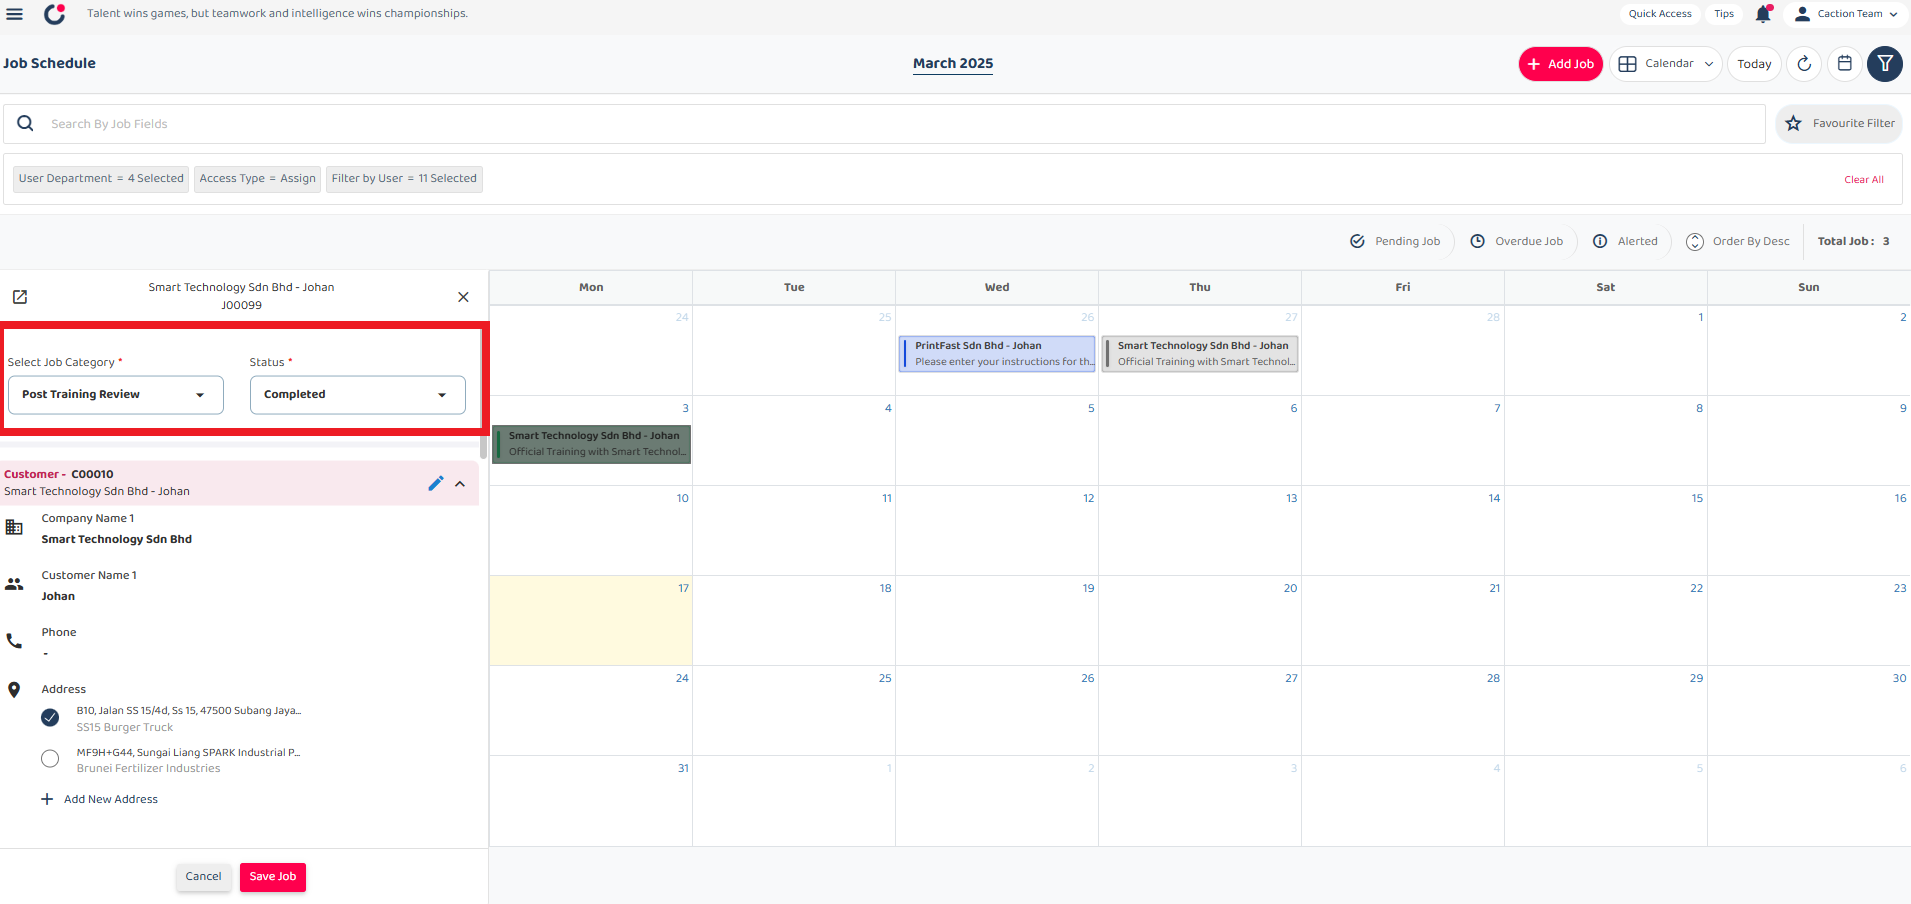 Talent wins games, but teamwork and intelligence wins championships.
Quick Access
Tips
Caction Team
Job Schedule
March 2025
+ Add Job
Calendar
Today
Search By Job Fields
Favourite Filter
User Department = 4 Selected
Access Type = Assign
Filter by User = 11 Selected
Clear All
Pending Job
Overdue Job
Alerted
Order By Desc
Total Job : 3
Smart Technology Sdn Bhd - Johan
J00099
Select Job Category *
Status *
Post Training Review
Completed
Customer - C00010
Smart Technology Sdn Bhd - Johan
Company Name 1
Smart Technology Sdn Bhd
Customer Name 1
Johan
Phone
-
Address
B10, Jalan SS 15/4d, Ss 15, 47500 Subang Jaya...
SS15 Burger Truck
MF9H+G44, Sungai Liang SPARK Industrial P...
Brunei Fertilizer Industries
+ Add New Address
Cancel
Save Job
Mon Tue Wed Thu Fri Sat Sun
24 25 26 27 28 1 2
PrintFast Sdn Bhd - Johan
Please enter your instructions for th...
Smart Technology Sdn Bhd - Johan
Official Training with Smart Technol...
3 4 5 6 7 8 9
Smart Technology Sdn Bhd - Johan
Official Training with Smart Technol...
10 11 12 13 14 15 16
17 18 19 20 21 22 23
24 25 26 27 28 29 30
31 1 2 3 4 5 6